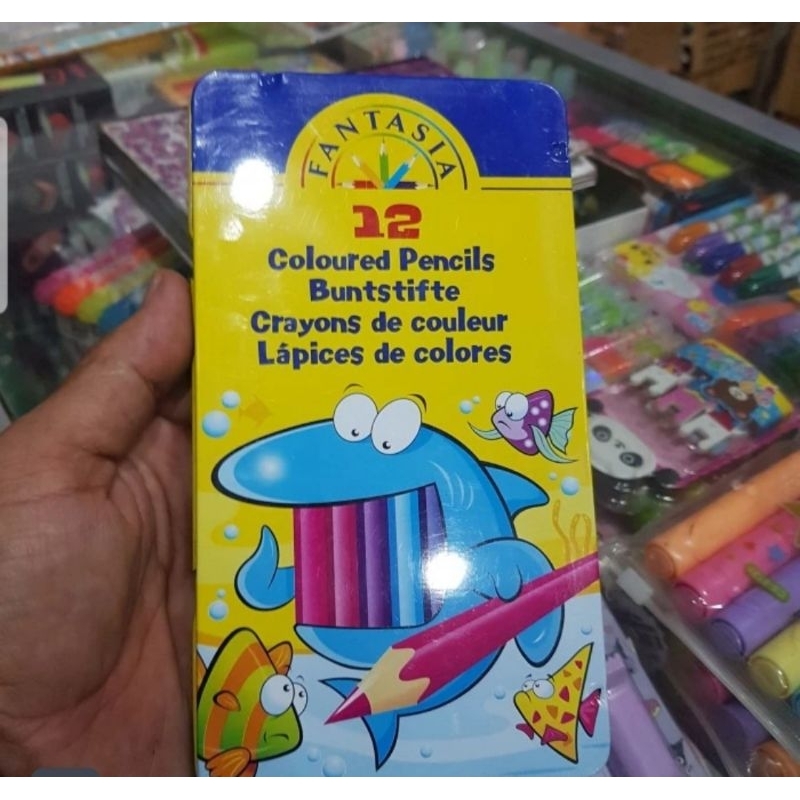 FANTASIA
12
Coloured Pencils
Buntstifte
Crayons de couleur
Lápices de colores